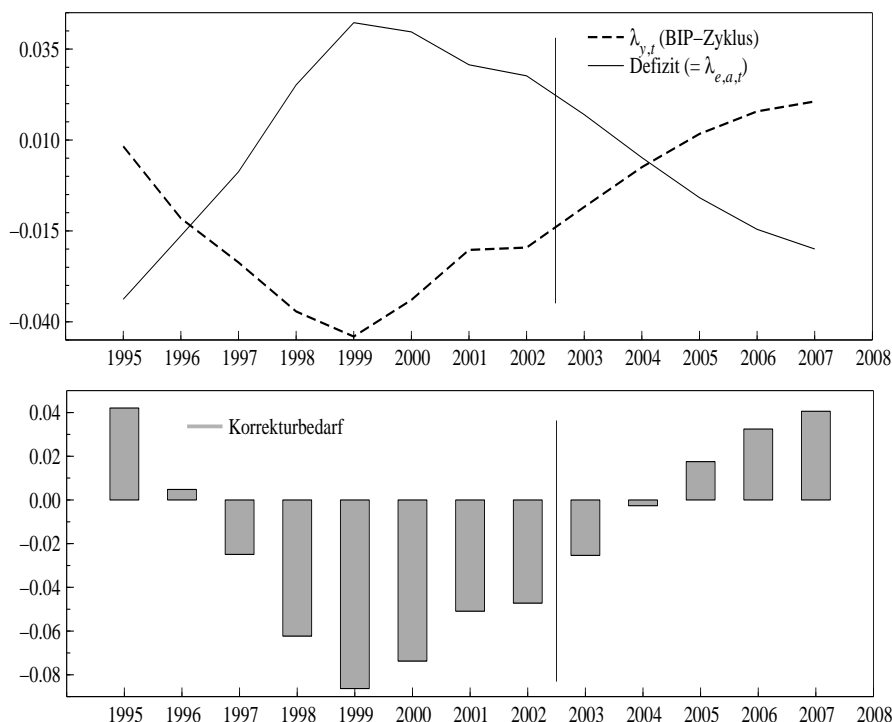 0.035
0.010
−0.015
−0.040
λy,t (BIP−Zyklus)
Defizit (= λe,a,t)
1995 1996 1997 1998 1999 2000 2001 2002 2003 2004 2005 2006 2007 2008
0.04
0.02
0.00
−0.02
−0.04
−0.06
−0.08
Korrekturbedarf
1995 1996 1997 1998 1999 2000 2001 2002 2003 2004 2005 2006 2007 2008